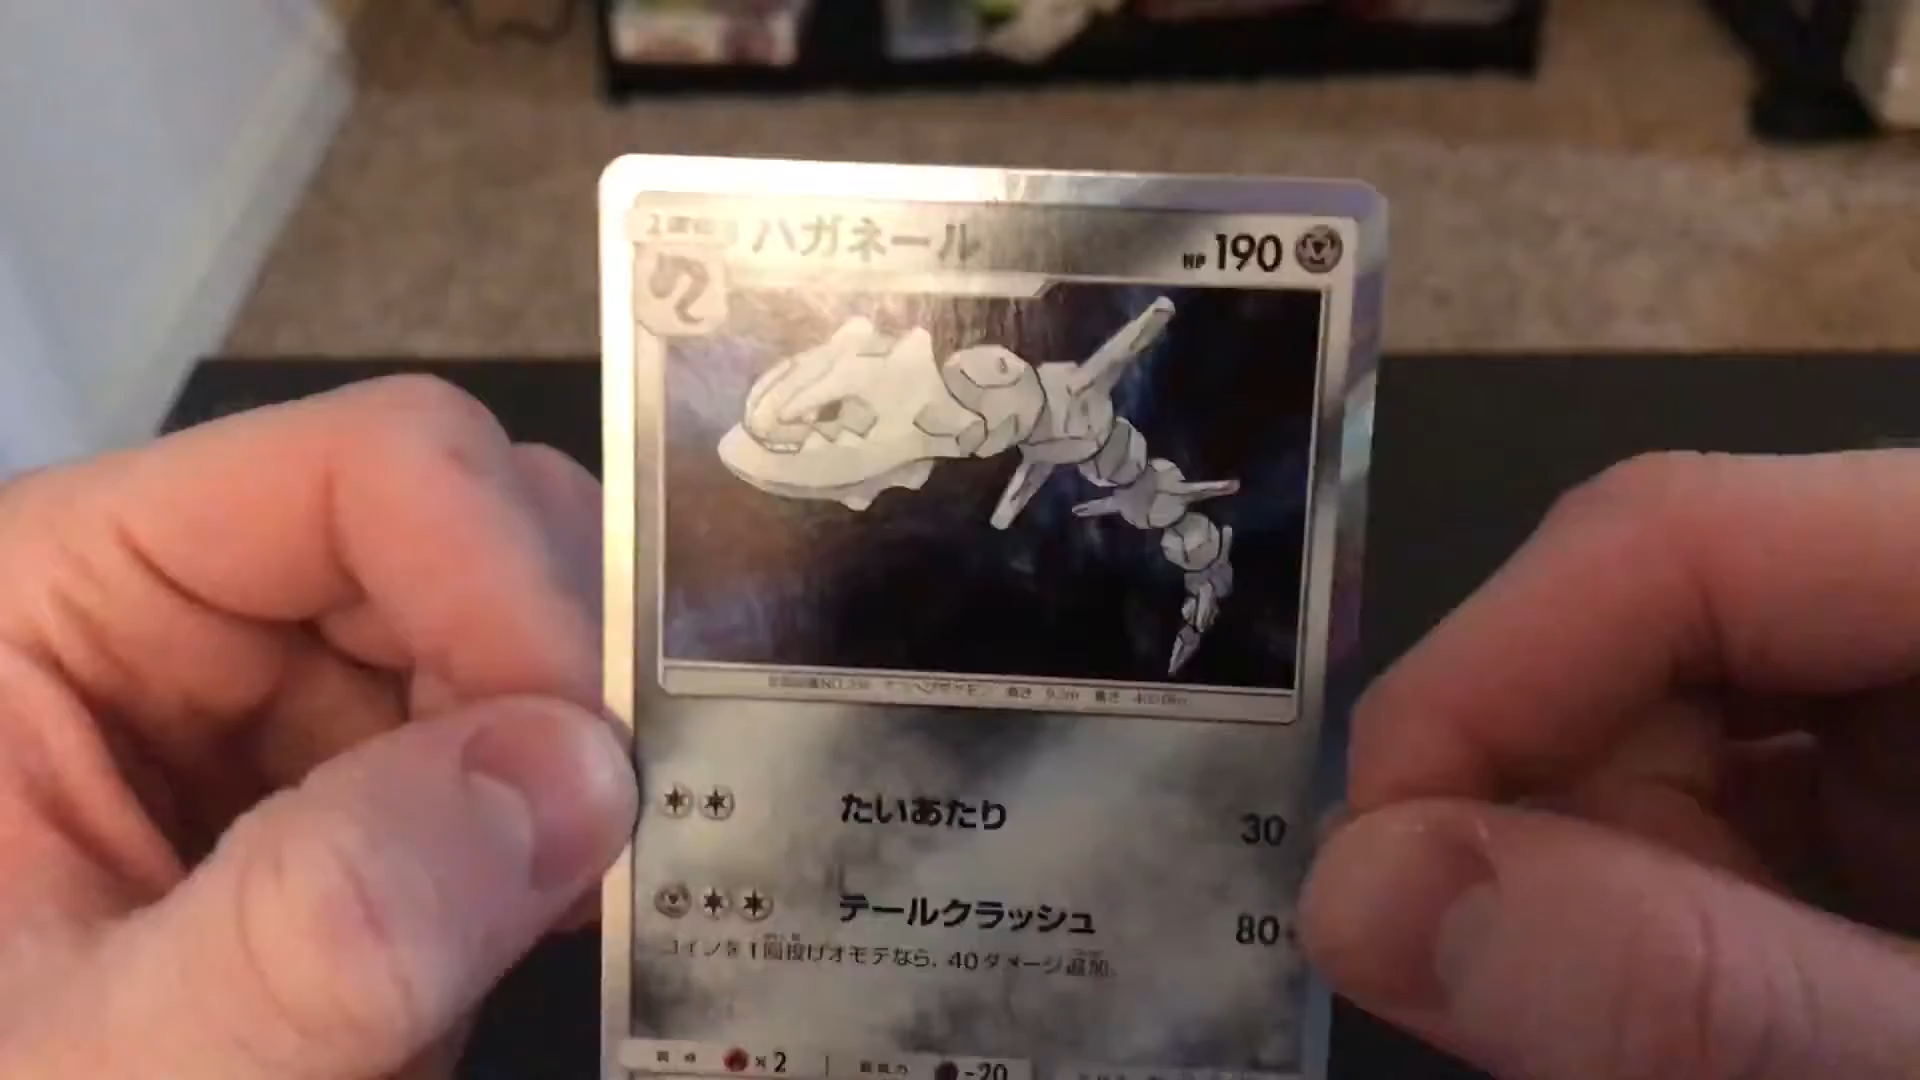 ハガネール
HP 190
たいあたり 30
テールクラッシュ 80
コインを1回投げオモテなら、40ダメージ追加。
×2
-20